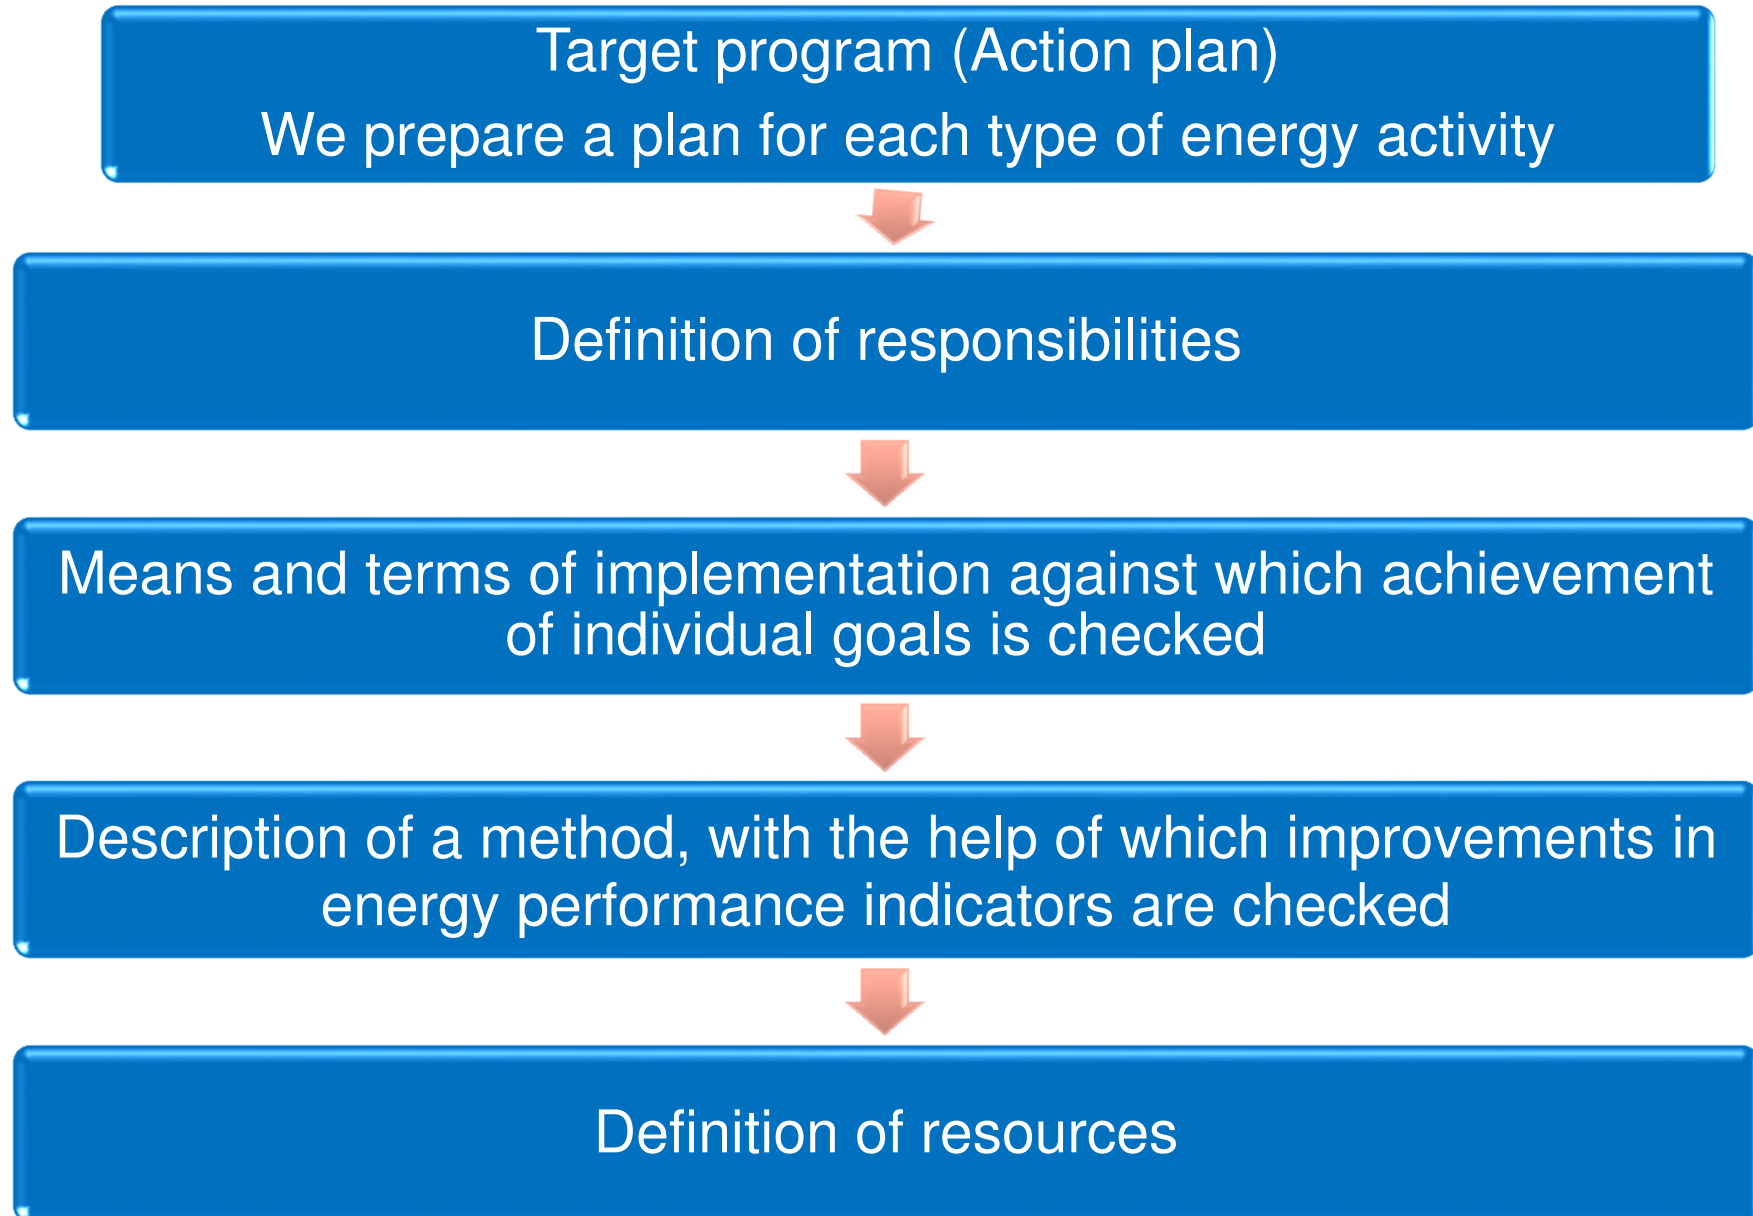 Target program (Action plan)
We prepare a plan for each type of energy activity
Definition of responsibilities
Means and terms of implementation against which achievement
of individual goals is checked
Description of a method, with the help of which improvements in
energy performance indicators are checked
Definition of resources